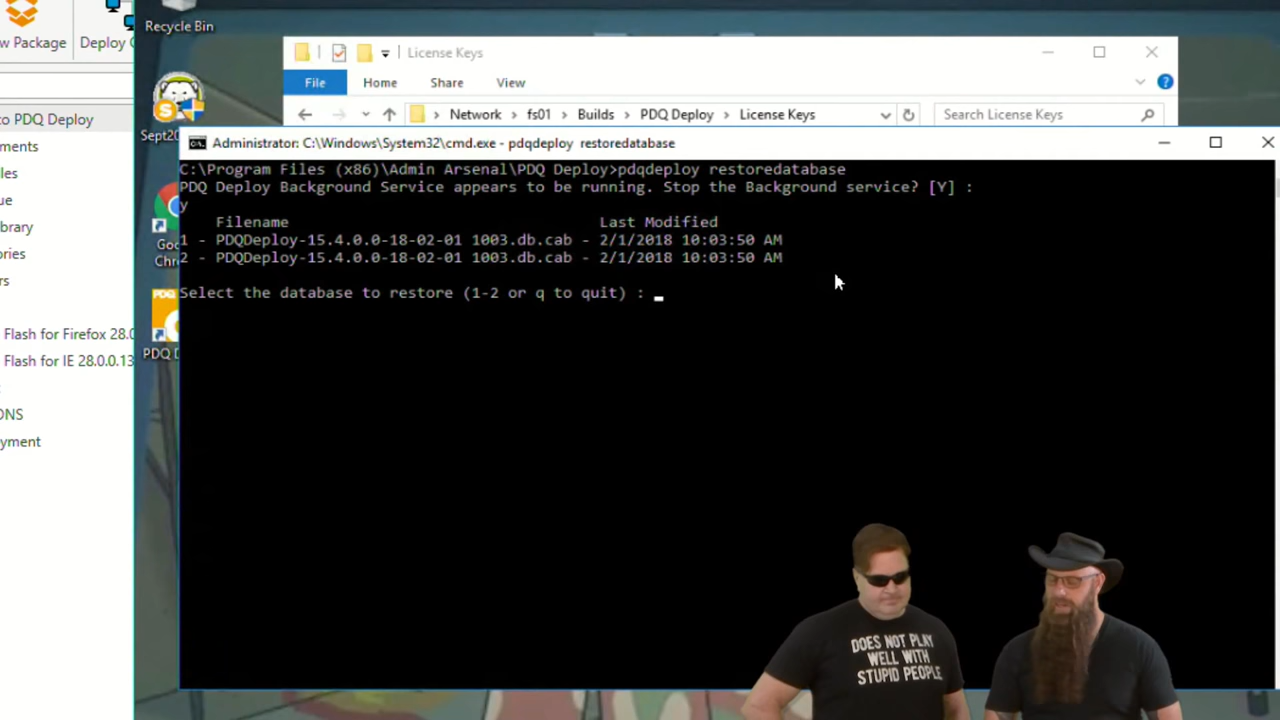 w Package
Deploy
to PDQ Deploy
ments
les
ue
brary
ories
rs
Flash for Firefox 28.0
Flash for IE 28.0.0.13
ONS
yment
Recycle Bin
Sept20
Goo
Chr
PDQ D
License Keys
File Home Share View
Network > fs01 > Builds > PDQ Deploy > License Keys
Search License Keys
Administrator: C:\Windows\System32\cmd.exe - pdqdeploy restoredatabase
C:\Program Files (x86)\Admin Arsenal\PDQ Deploy>pdqdeploy restoredatabase
PDQ Deploy Background Service appears to be running. Stop the Background service? [Y] :
y
Filename Last Modified
1 - PDQDeploy-15.4.0.0-18-02-01 1003.db.cab - 2/1/2018 10:03:50 AM
2 - PDQDeploy-15.4.0.0-18-02-01 1003.db.cab - 2/1/2018 10:03:50 AM
Select the database to restore (1-2 or q to quit) : _
DOES NOT PLAY
WELL WITH
STUPID PEOPLE